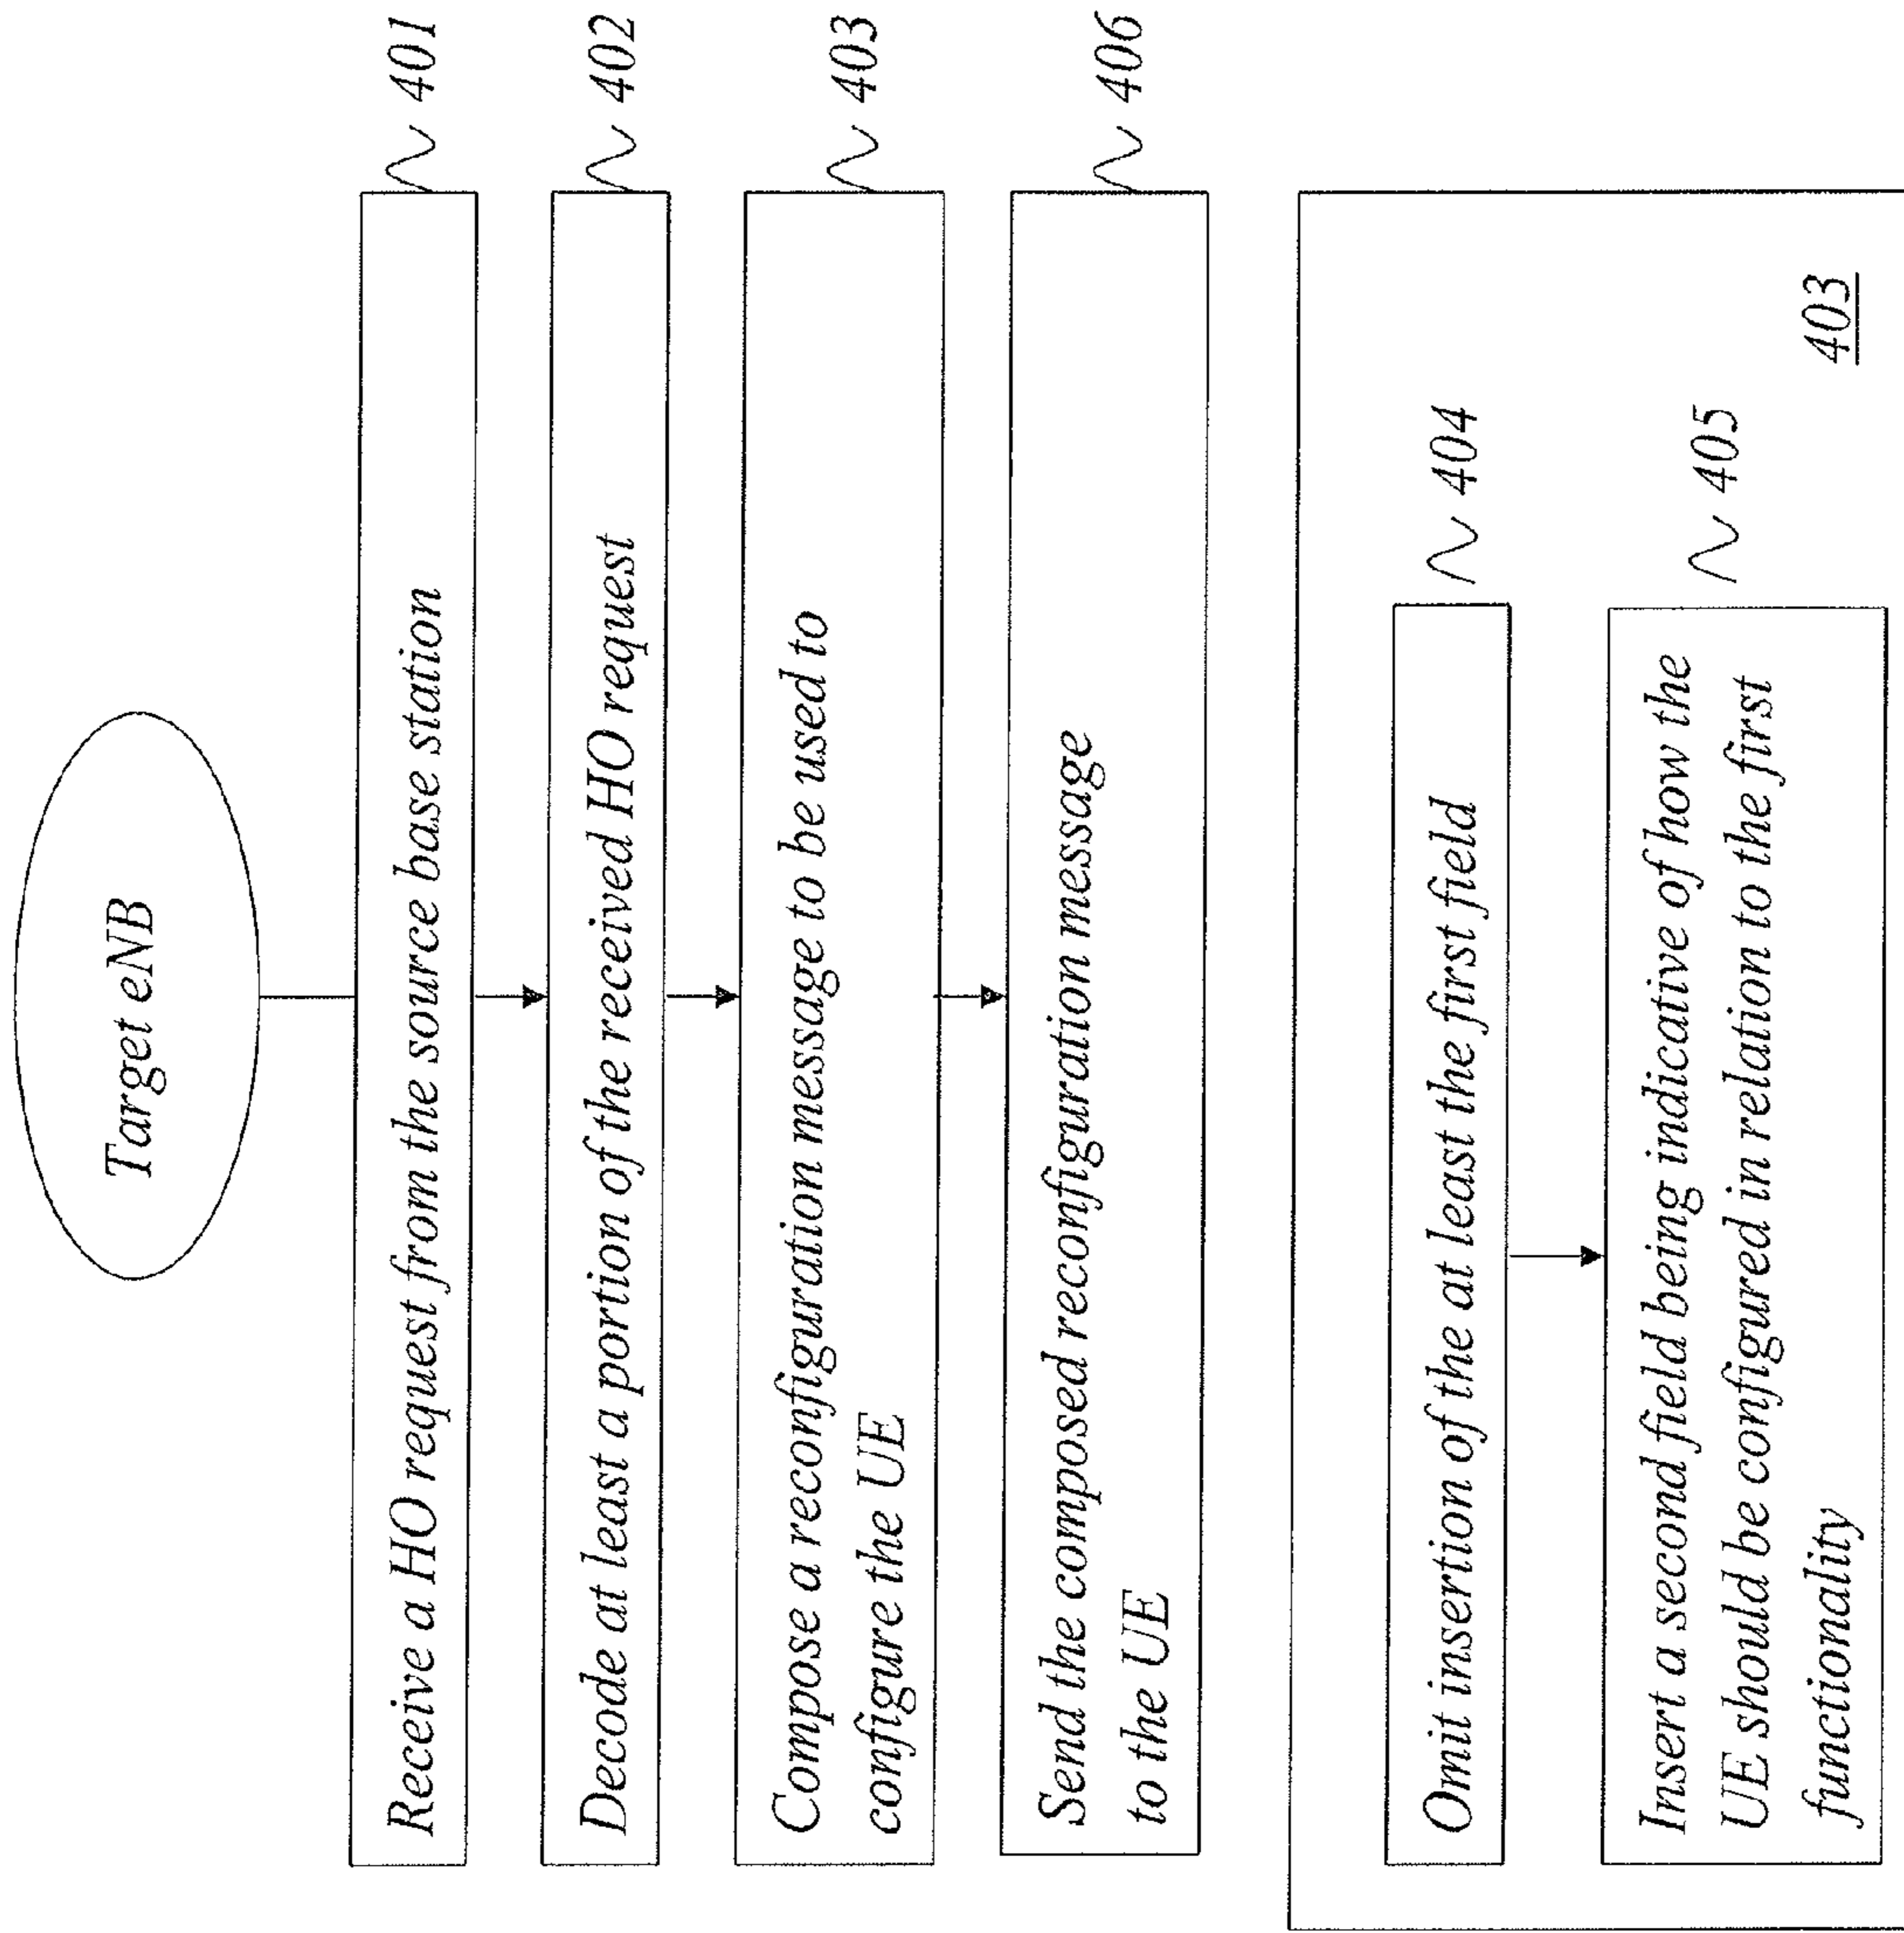 Target eNB
Receive a HO request from the source base station
401
Decode at least a portion of the received HO request
402
Compose a reconfiguration message to be used to
configure the UE
403
Send the composed reconfiguration message
to the UE
406
Omit insertion of the at least the first field
404
Insert a second field being indicative of how the
UE should be configured in relation to the first
functionality
405
403